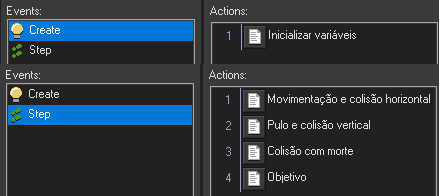 Events:
Actions:
Create
Step
1 Inicializar variáveis
Events:
Actions:
Create
Step
1 Movimentação e colisão horizontal
2 Pulo e colisão vertical
3 Colisão com morte
4 Objetivo